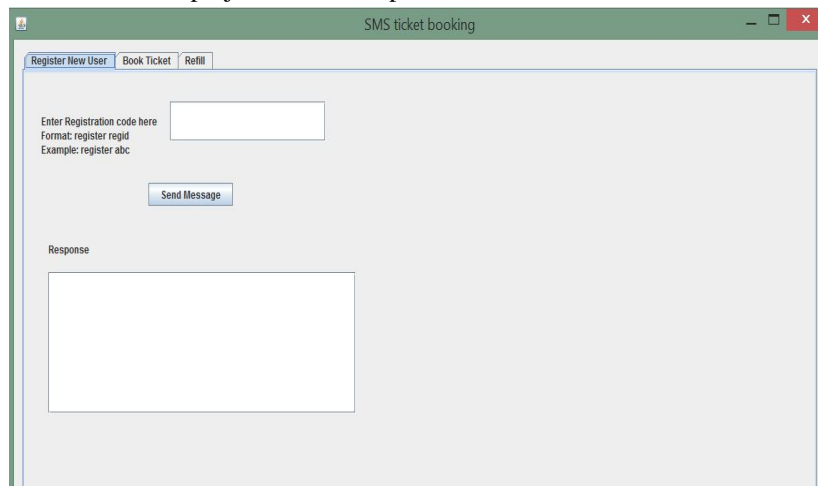 SMS ticket booking
Register New User
Book Ticket
Refill
Enter Registration code here
Format: register regid
Example: register abc
Send Message
Response